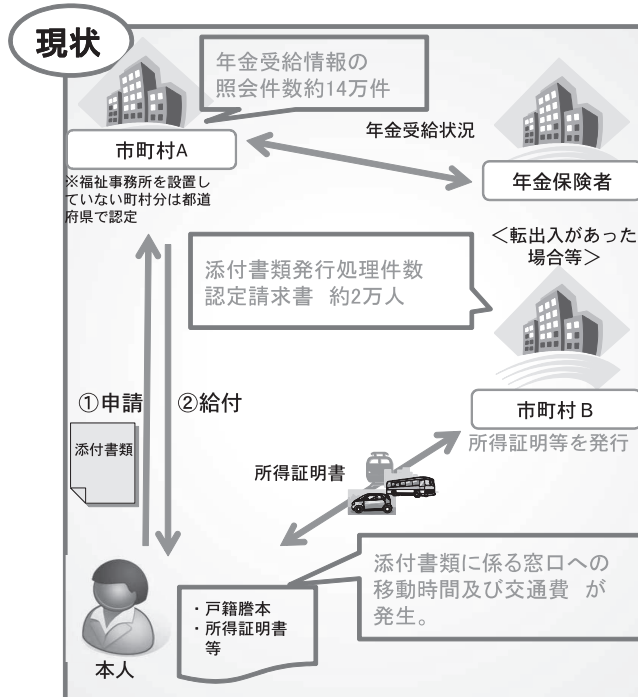 現状
年金受給情報の
照会件数約14万件
市町村A
※福祉事務所を設置し
ていない町村分は都道
府県で認定
年金受給状況
年金保険者
＜転出入があった
場合等＞
添付書類発行処理件数
認定請求書 約2万人
市町村B
所得証明等を発行
①申請
②給付
添付書類
所得証明書
添付書類に係る窓口への
移動時間及び交通費 が
発生。
・戸籍謄本
・所得証明書
等
本人